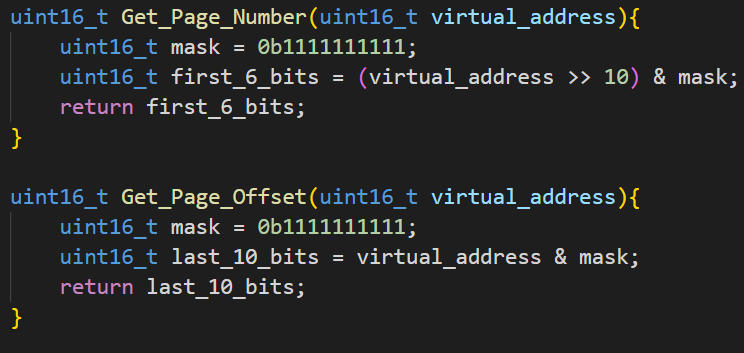 uint16_t Get_Page_Number(uint16_t virtual_address){
    uint16_t mask = 0b1111111111;
    uint16_t first_6_bits = (virtual_address >> 10) & mask;
    return first_6_bits;
}

uint16_t Get_Page_Offset(uint16_t virtual_address){
    uint16_t mask = 0b1111111111;
    uint16_t last_10_bits = virtual_address & mask;
    return last_10_bits;
}